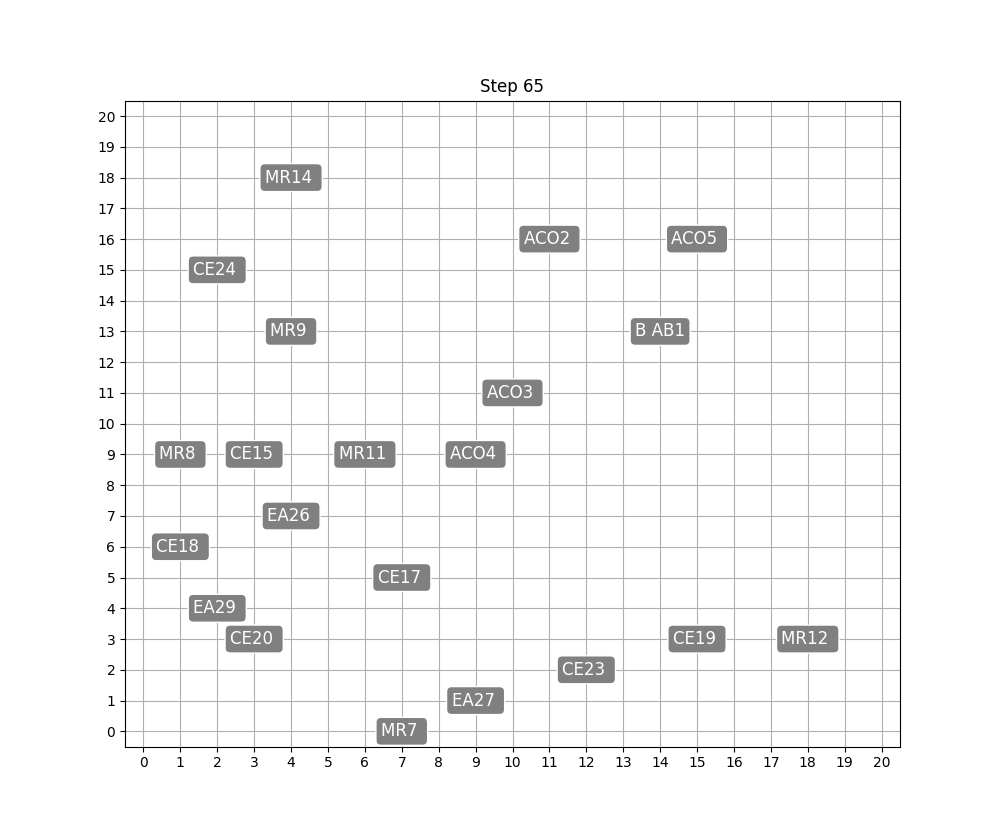 Step 65
20
19
18
17
16
15
14
13
12
11
10
9
8
7
6
5
4
3
2
1
0
MR14
ACO2
ACO5
CE24
MR9
B AB1
ACO3
MR8
CE15
MR11
ACO4
EA26
CE18
CE17
EA29
CE20
CE19
MR12
CE23
EA27
MR7
0 1 2 3 4 5 6 7 8 9 10 11 12 13 14 15 16 17 18 19 20